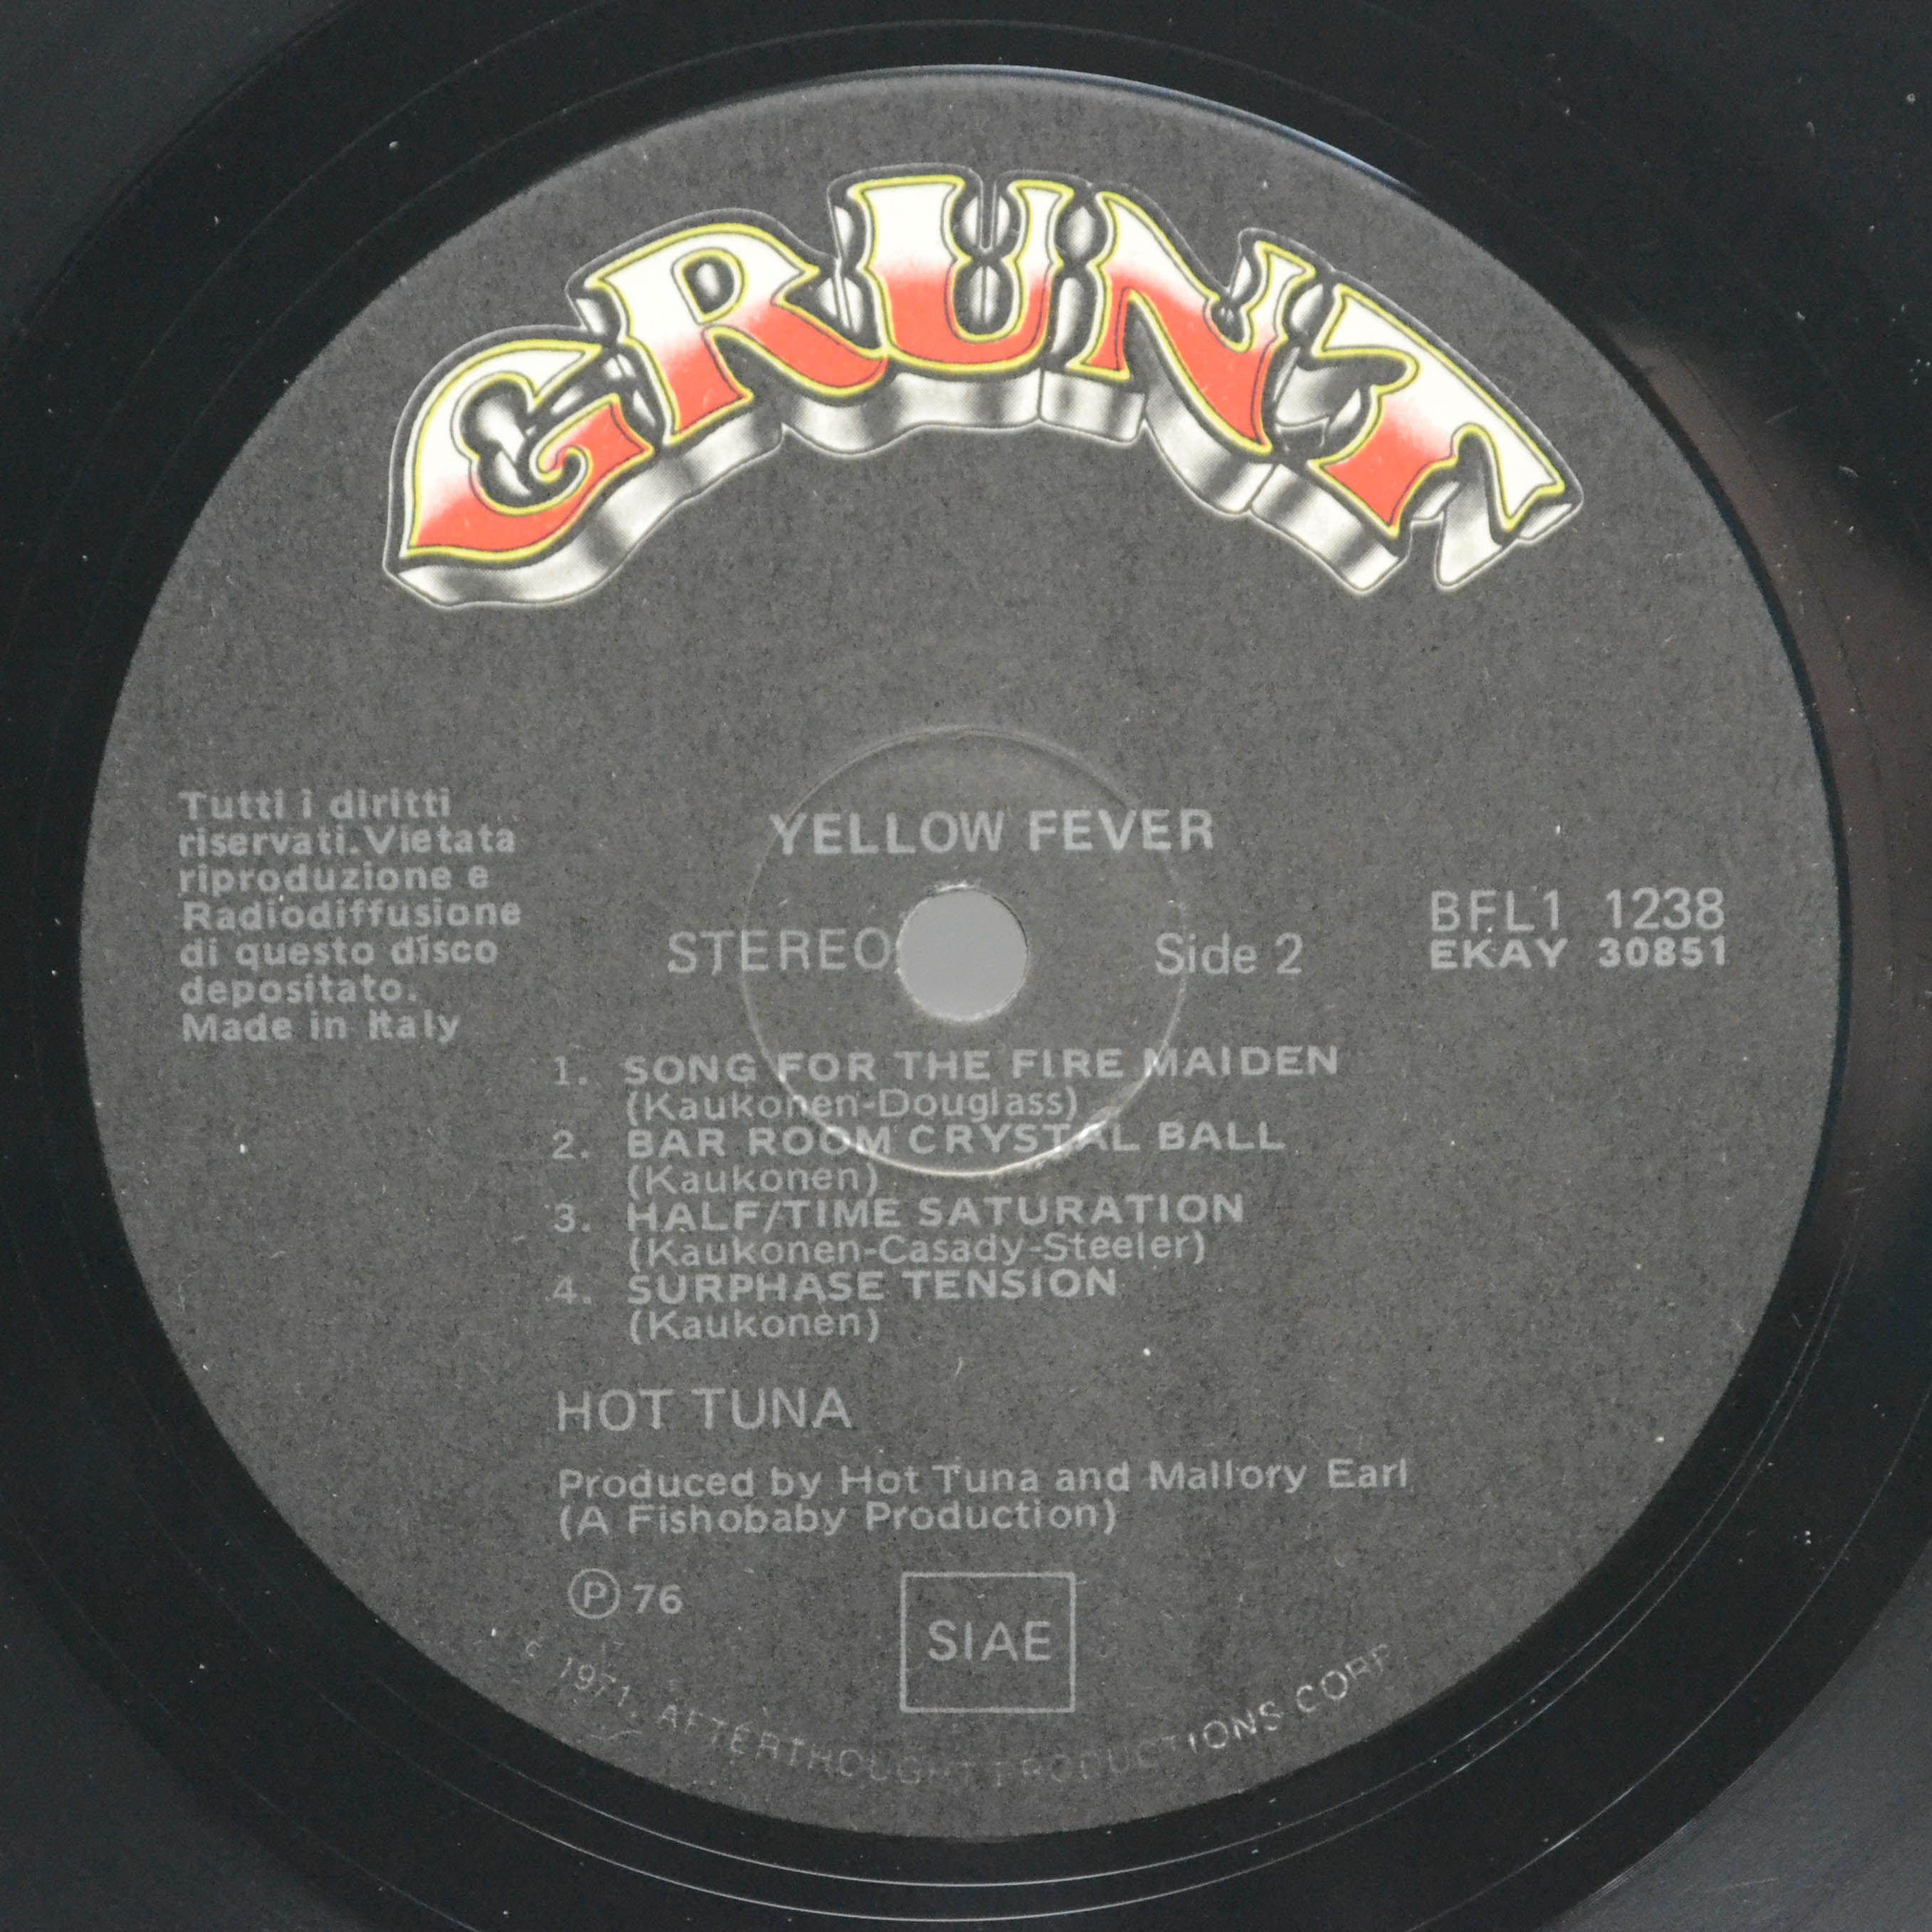 GRUNT
Tutti i diritti
riservati.Vietata
riproduzione e
Radiodiffusione
di questo disco
depositato.
Made in Italy
YELLOW FEVER
STEREO
Side 2
BFL1 1238
EKAY 30851
1. SONG FOR THE FIRE MAIDEN
(Kaukonen-Douglass)
2. BAR ROOM CRYSTAL BALL
(Kaukonen)
3. HALF/TIME SATURATION
(Kaukonen-Casady-Steeler)
4. SURPHASE TENSION
(Kaukonen)
HOT TUNA
Produced by Hot Tuna and Mallory Earl
(A Fishobaby Production)
Ⓟ 76
SIAE
c 1971, AFTERTHOUGHT PRODUCTIONS CORP